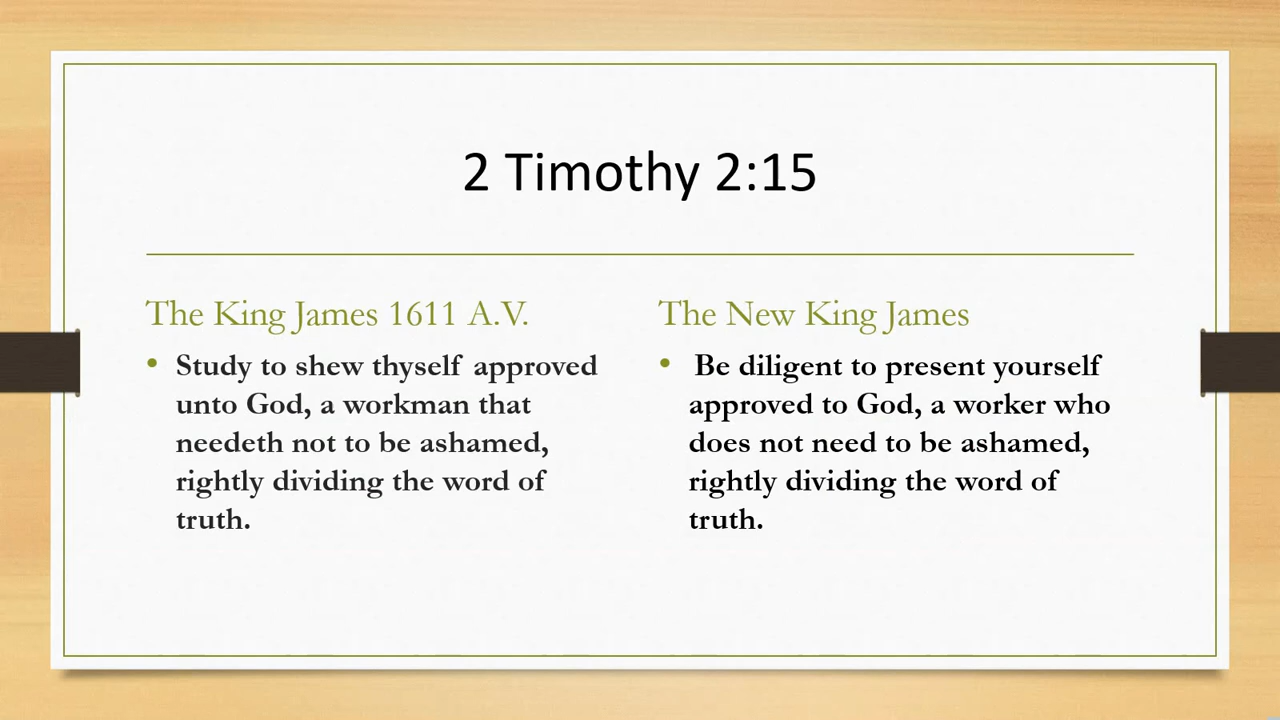 2 Timothy 2:15
The King James 1611 A.V.
• Study to shew thyself approved
unto God, a workman that
needeth not to be ashamed,
rightly dividing the word of
truth.
The New King James
• Be diligent to present yourself
approved to God, a worker who
does not need to be ashamed,
rightly dividing the word of
truth.